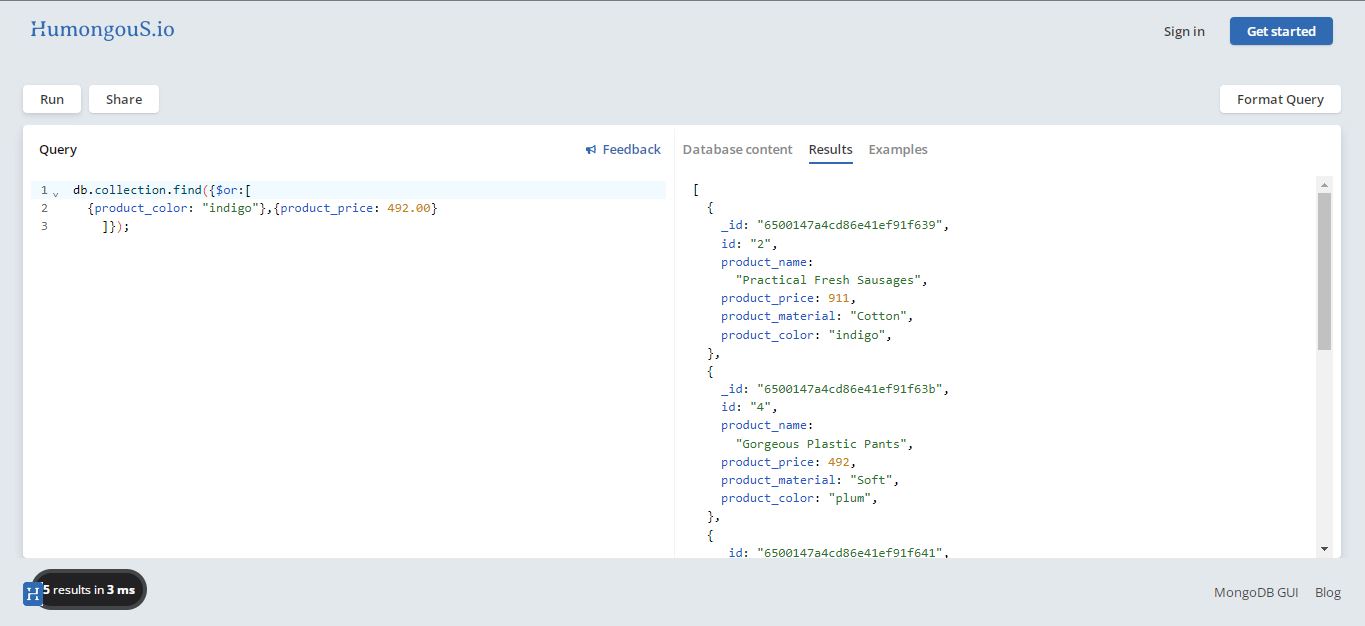 HumongouS.io
Sign in
Get started
Run
Share
Format Query
Query
Feedback
Database content
Results
Examples
1 db.collection.find({$or:[
2 {product_color: "indigo"},{product_price: 492.00}
3 ]});
[
{
_id: "6500147a4cd86e41ef91f639",
id: "2",
product_name:
"Practical Fresh Sausages",
product_price: 911,
product_material: "Cotton",
product_color: "indigo",
},
{
_id: "6500147a4cd86e41ef91f63b",
id: "4",
product_name:
"Gorgeous Plastic Pants",
product_price: 492,
product_material: "Soft",
product_color: "plum",
},
{
_id: "6500147a4cd86e41ef91f641",
H
5 results in 3 ms
MongoDB GUI
Blog